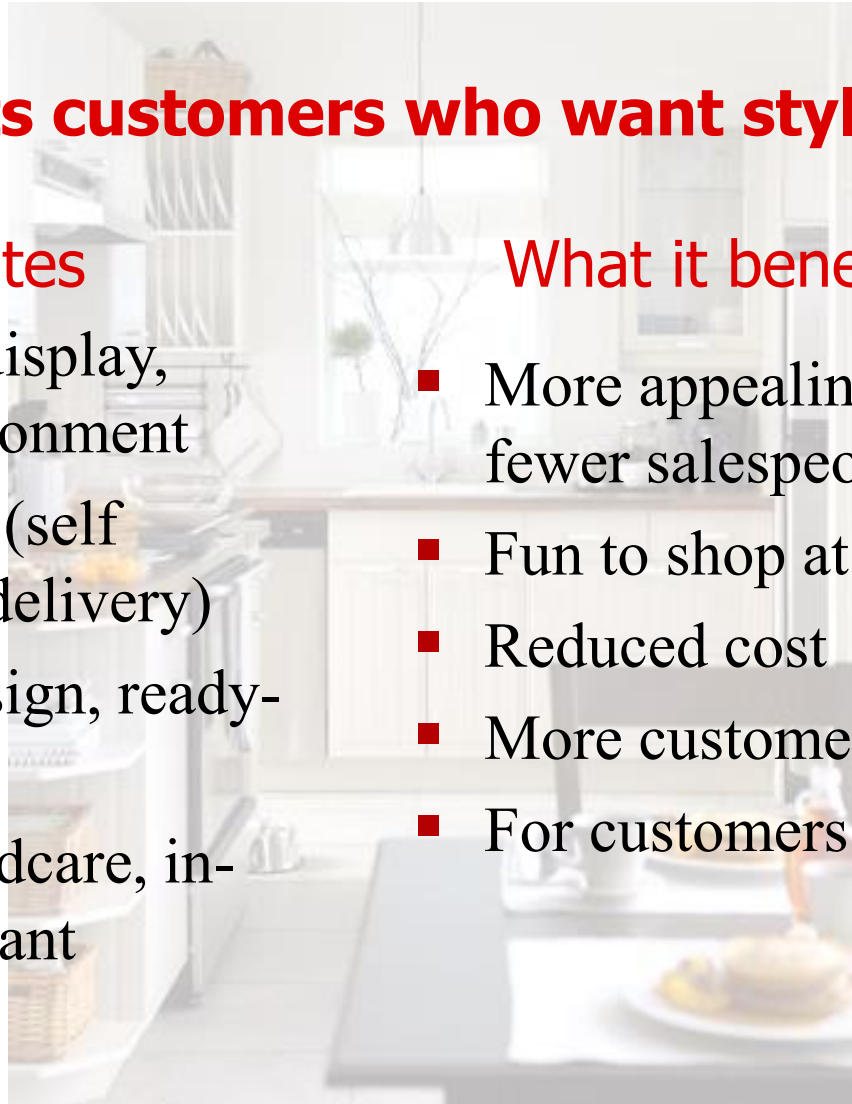 s customers who want styl
tes
display,
onment
(self
delivery)
sign, ready-
dcare, in-
ant
What it bene
More appealin
fewer salespeo
Fun to shop at
Reduced cost
More custome
For customers